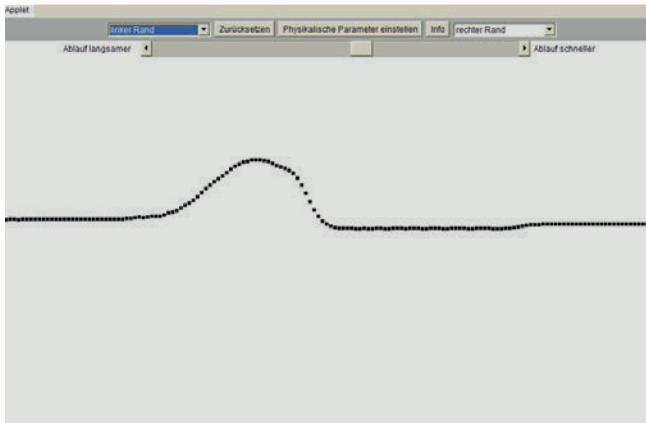 Applet
linker Rand Zurücksetzen Physikalische Parameter einstellen Info rechter Rand
Ablauf langsamer Ablauf schneller